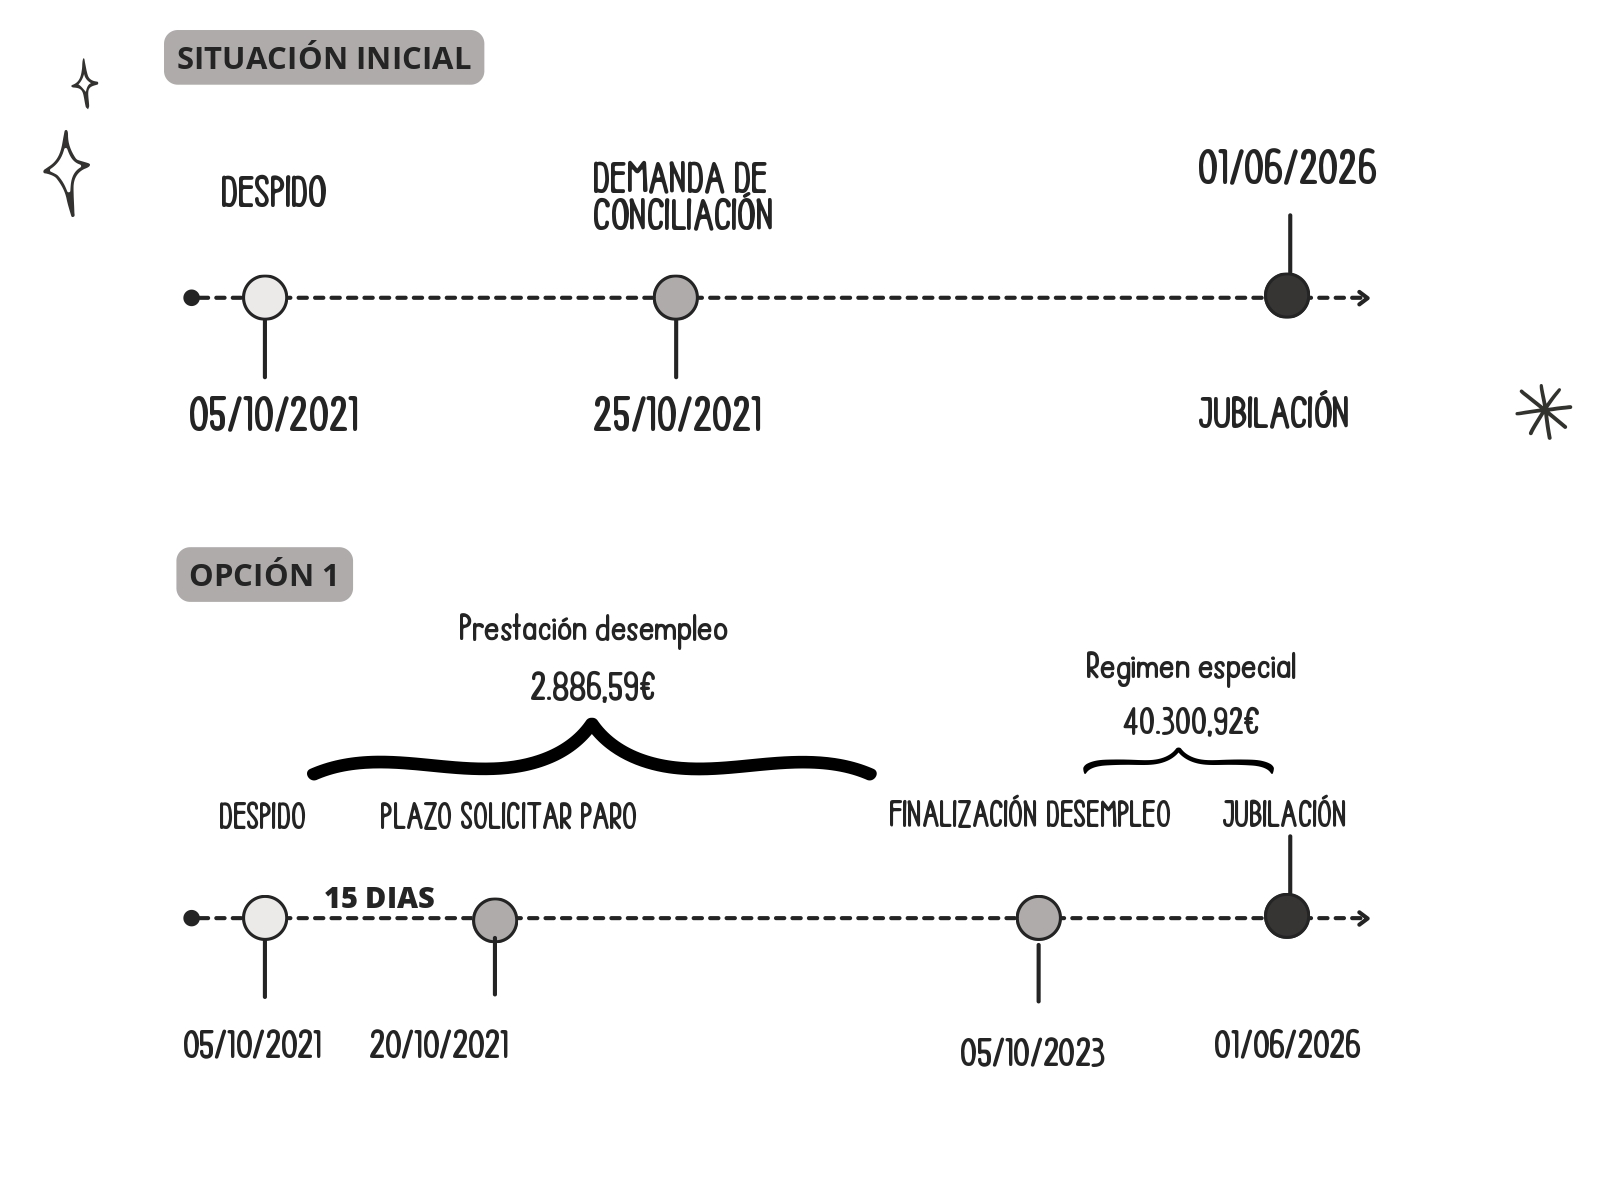 SITUACIÓN INICIAL
DESPIDO
DEMANDA DE
CONCILIACIÓN
01/06/2026
05/10/2021
25/10/2021
JUBILACIÓN
OPCIÓN 1
Prestación desempleo
2.886,59€
Regimen especial
40.300,92€
DESPIDO
PLAZO SOLICITAR PARO
FINALIZACIÓN DESEMPLEO
JUBILACIÓN
15 DIAS
05/10/2021
20/10/2021
05/10/2023
01/06/2026